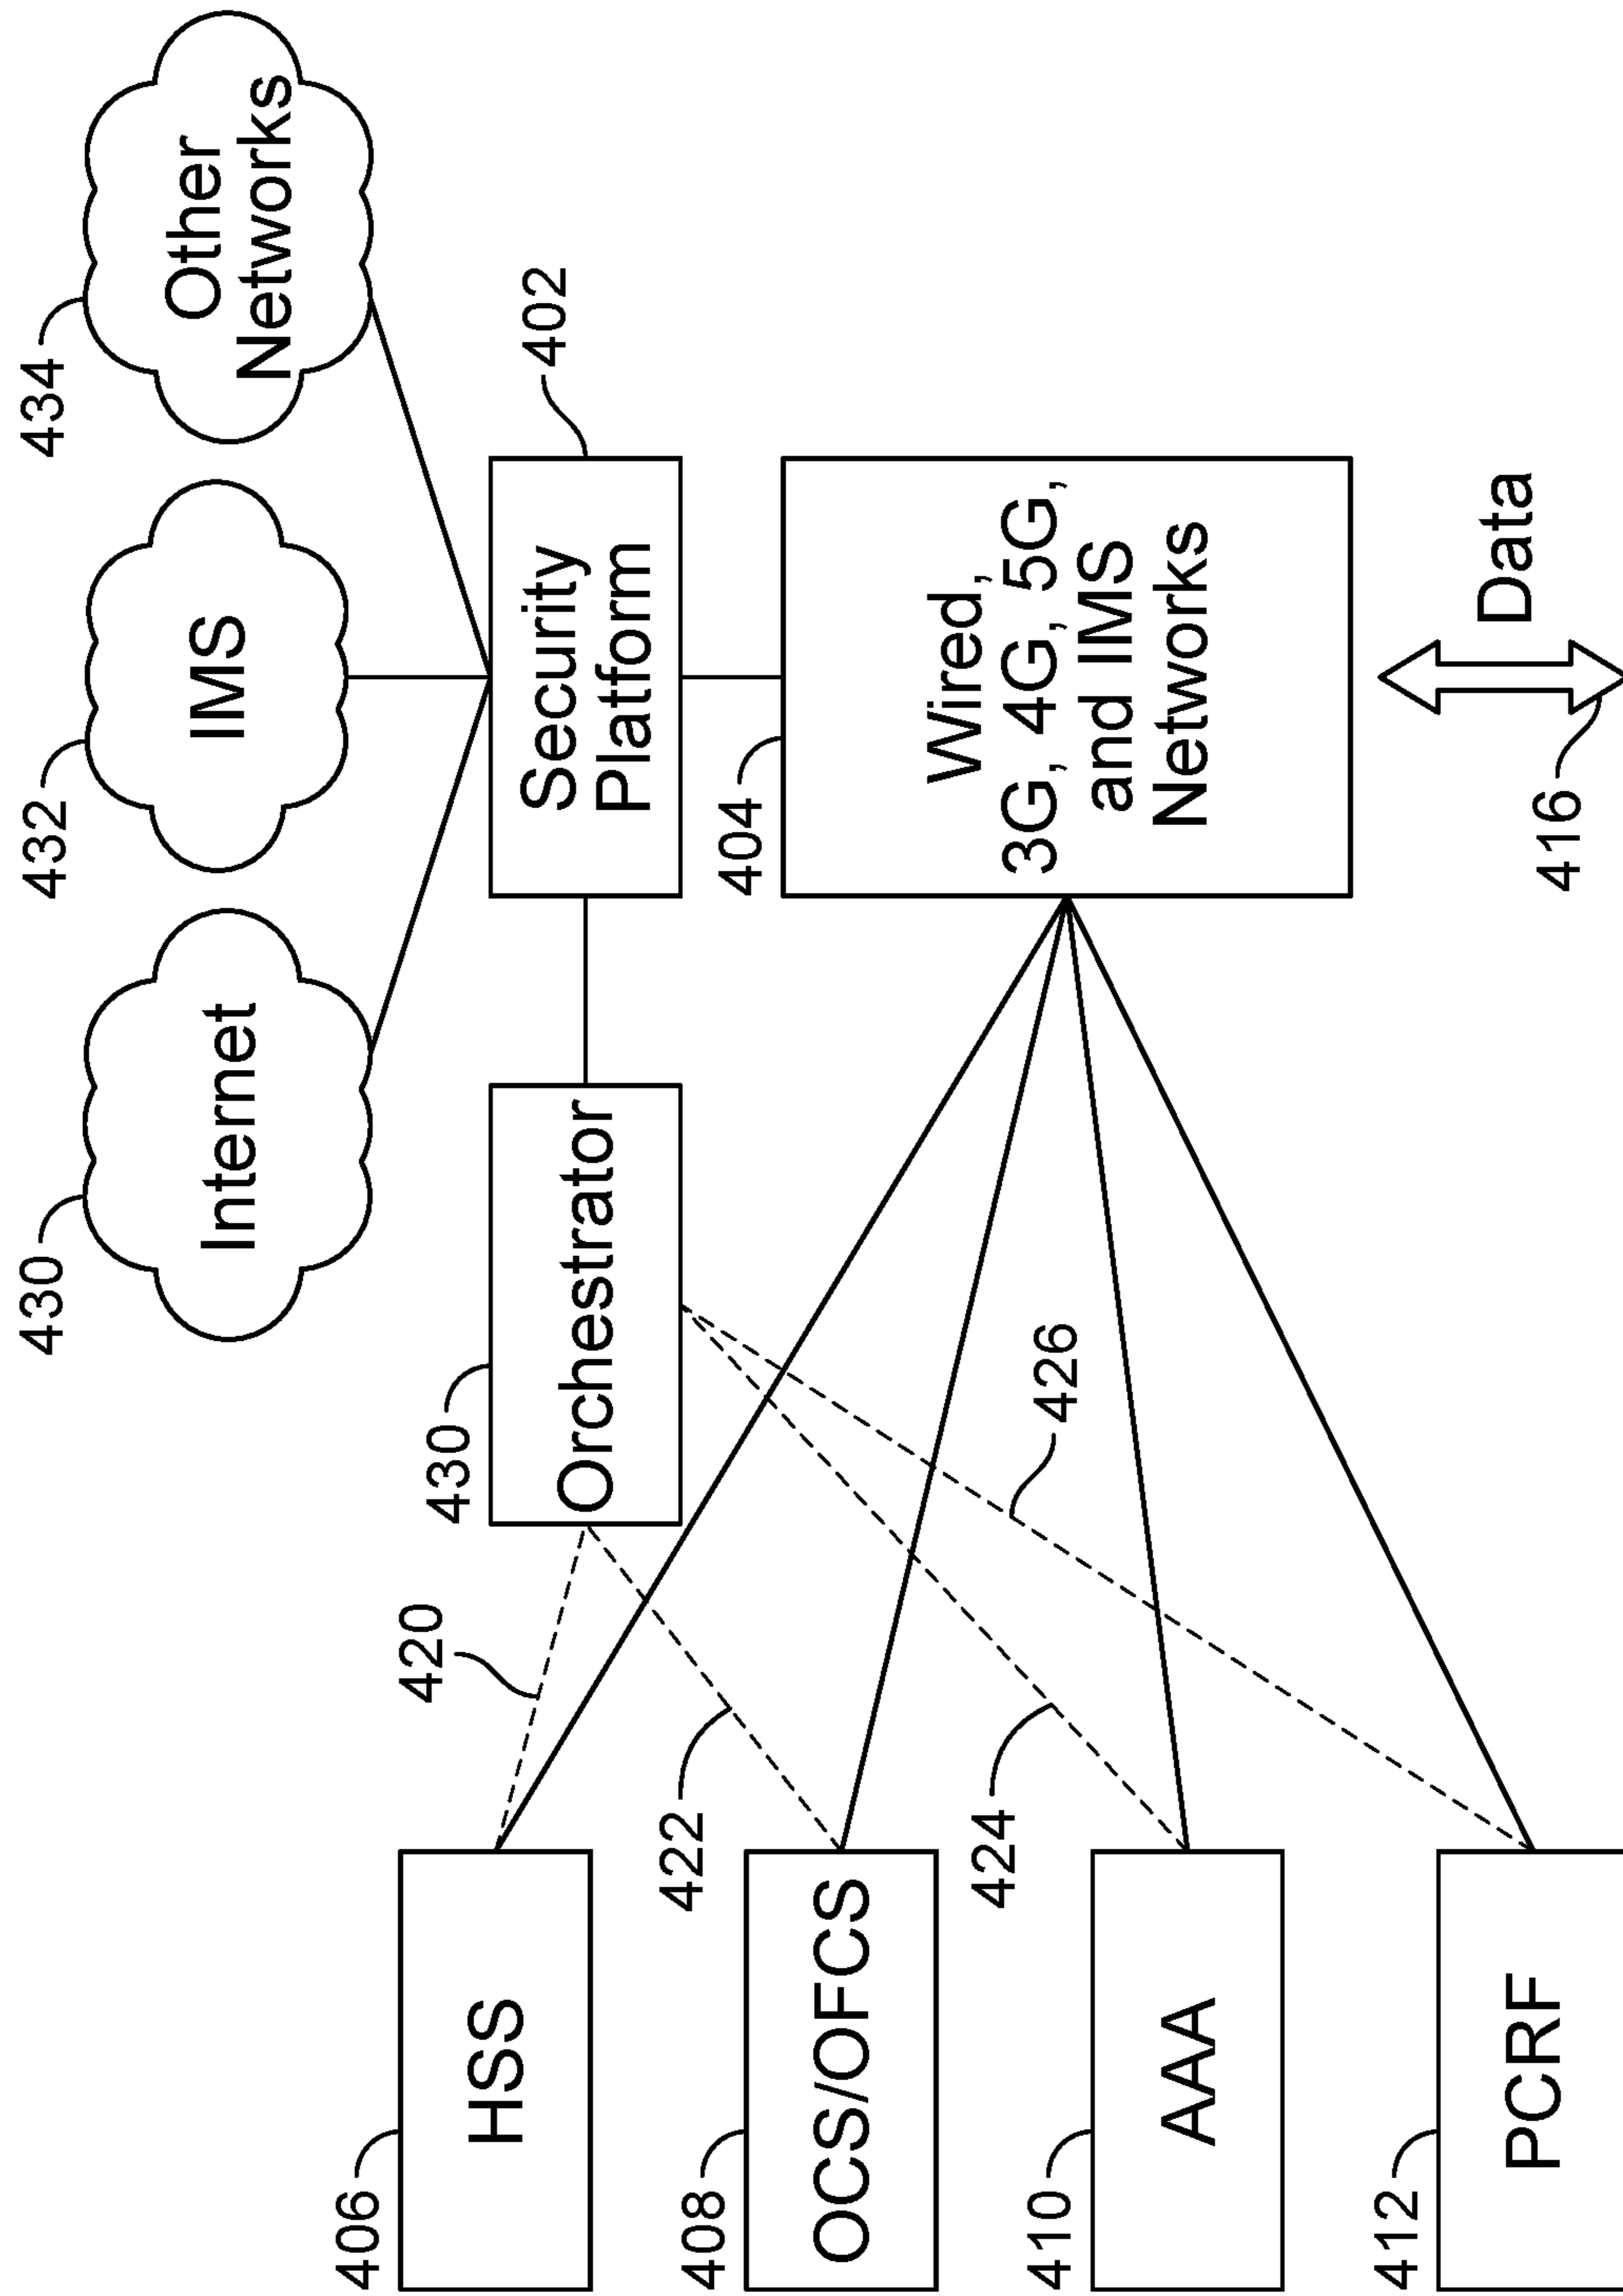 430
Internet
432
IMS
434
Other
Networks
430
Orchestrator
Security
Platform
402
420
406
HSS
422
408
OCS/OFCS
404
Wired,
3G, 4G, 5G,
and IMS
Networks
424
426
410
AAA
412
PCRF
416
Data